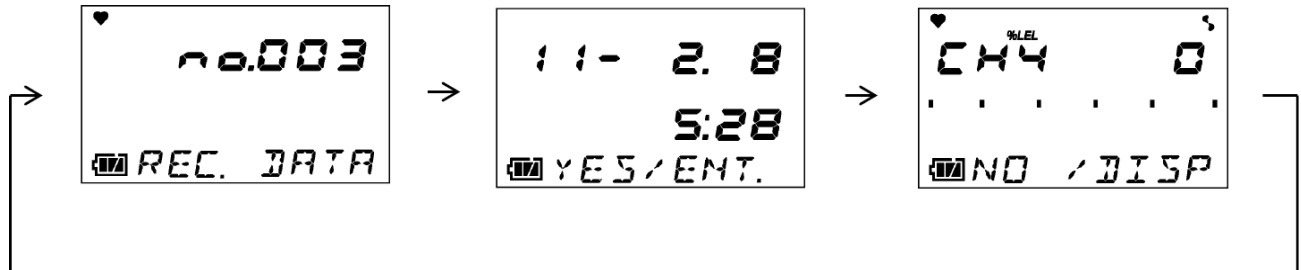 no.003
REC. DATA
11- 2. 8
5:28
YES/ENT.
%LEL
CH4 0
NO /DISP